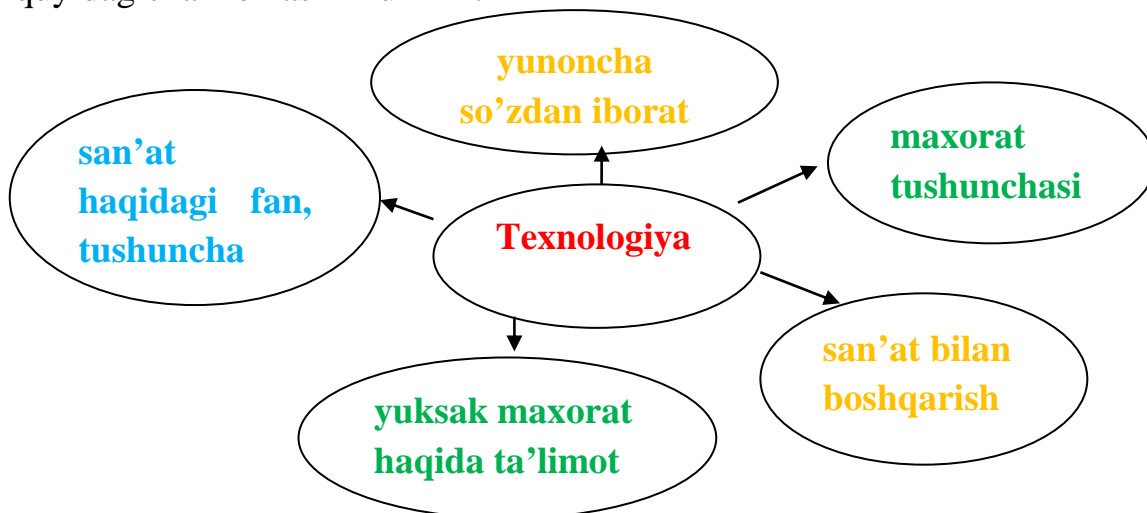 yunoncha
so’zdan iborat
maxorat
tushunchasi
san’at
haqidagi fan,
tushuncha
Texnologiya
san’at bilan
boshqarish
yuksak maxorat
haqida ta’limot